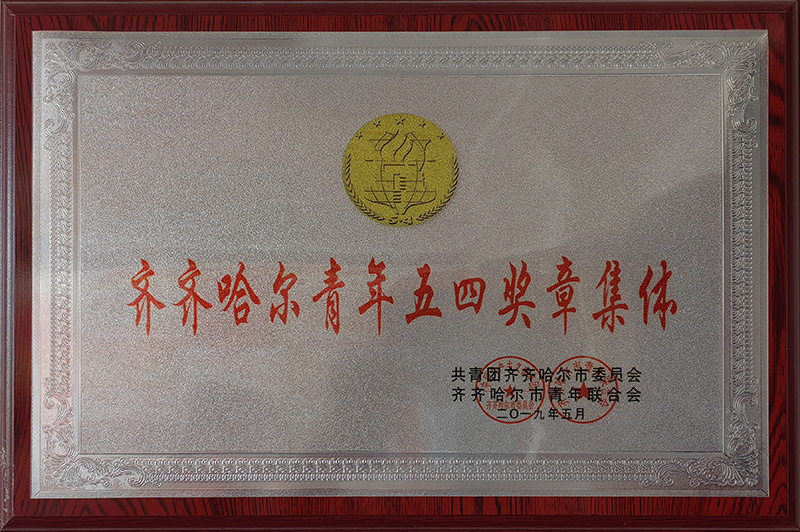 5·4
齐齐哈尔青年五四奖章集体
共青团齐齐哈尔市委员会
齐齐哈尔市青年联合会
二〇一九年五月